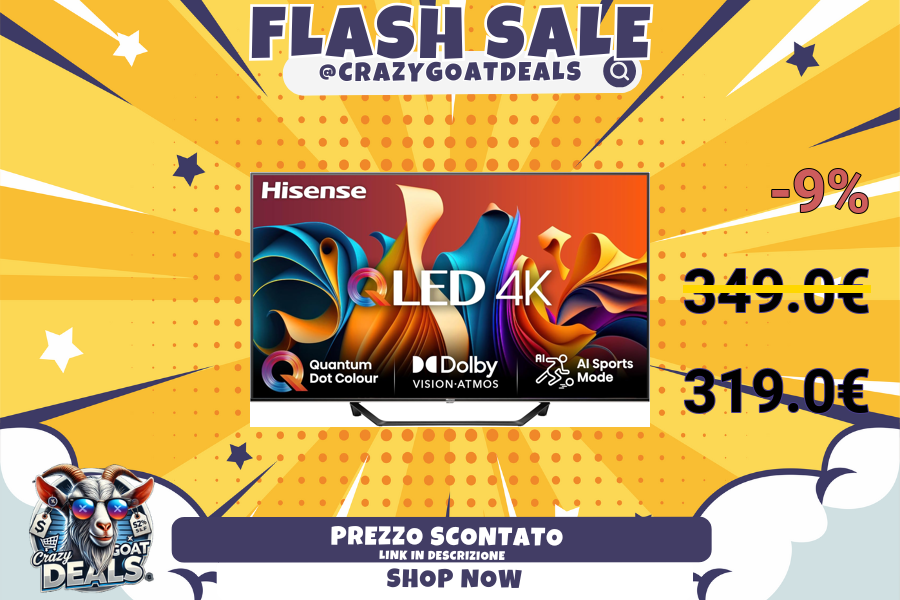 FLASH SALE
@CRAZYGOATDEALS
-9%
Hisense
349.0€
QLED 4K
319.0€
Quantum
Dot Colour
Dolby
VISION·ATMOS
AI
AI Sports
Mode
$
52%
Crazy
GOAT
DEALS
PREZZO SCONTATO
LINK IN DESCRIZIONE
SHOP NOW